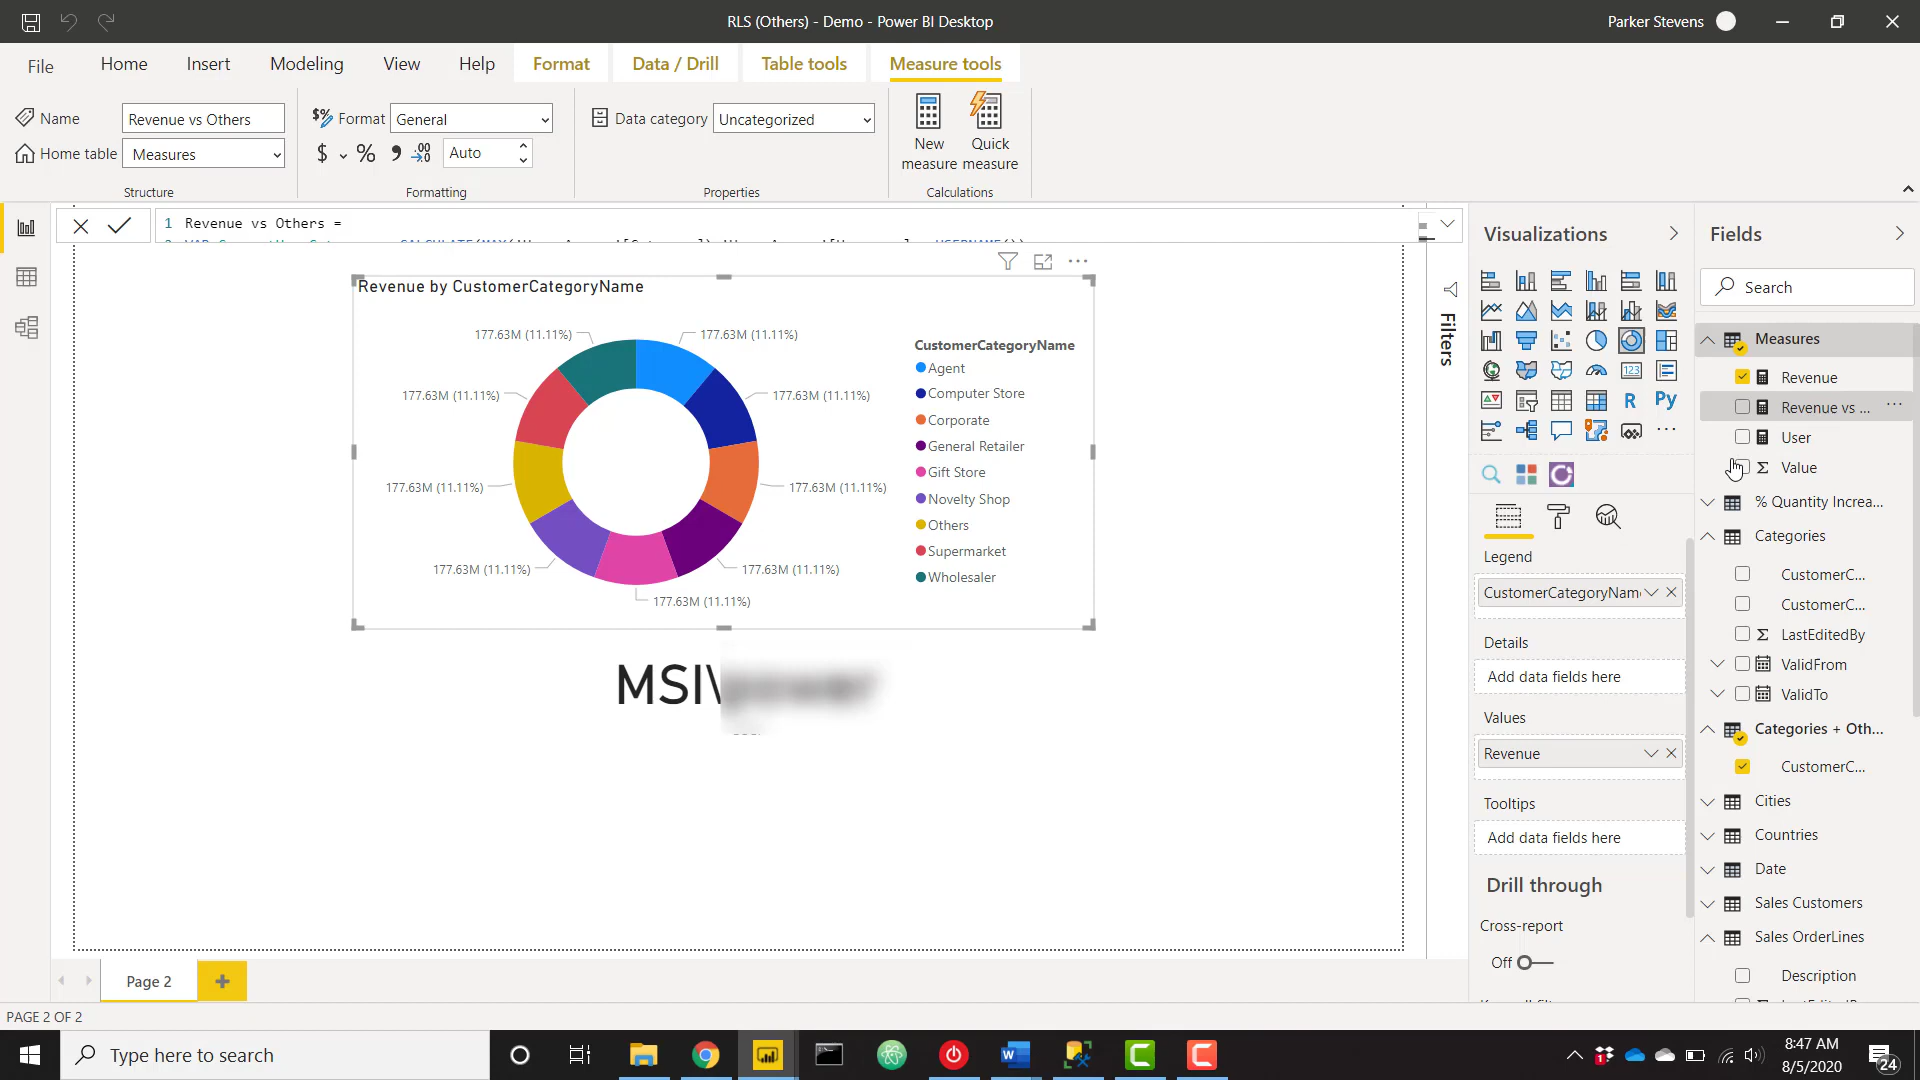 RLS (Others) - Demo - Power BI Desktop
Parker Stevens
File
Home
Insert
Modeling
View
Help
Format
Data / Drill
Table tools
Measure tools
Name
Revenue vs Others
Home table
Measures
Structure
Format
General
$
%
Auto
Formatting
Data category
Uncategorized
Properties
New
measure
Quick
measure
Calculations
1 Revenue vs Others =
Revenue by CustomerCategoryName
177.63M (11.11%)
177.63M (11.11%)
177.63M (11.11%)
177.63M (11.11%)
177.63M (11.11%)
177.63M (11.11%)
177.63M (11.11%)
177.63M (11.11%)
177.63M (11.11%)
CustomerCategoryName
Agent
Computer Store
Corporate
General Retailer
Gift Store
Novelty Shop
Others
Supermarket
Wholesaler
MSI\
Filters
Visualizations
123
R
Py
Legend
CustomerCategoryNam
Details
Add data fields here
Values
Revenue
Tooltips
Add data fields here
Drill through
Cross-report
Off
Fields
Search
Measures
Revenue
Revenue vs ...
User
Value
% Quantity Increa...
Categories
CustomerC...
CustomerC...
LastEditedBy
ValidFrom
ValidTo
Categories + Oth...
CustomerC...
Cities
Countries
Date
Sales Customers
Sales OrderLines
Description
Page 2
PAGE 2 OF 2
Type here to search
8:47 AM
8/5/2020
24